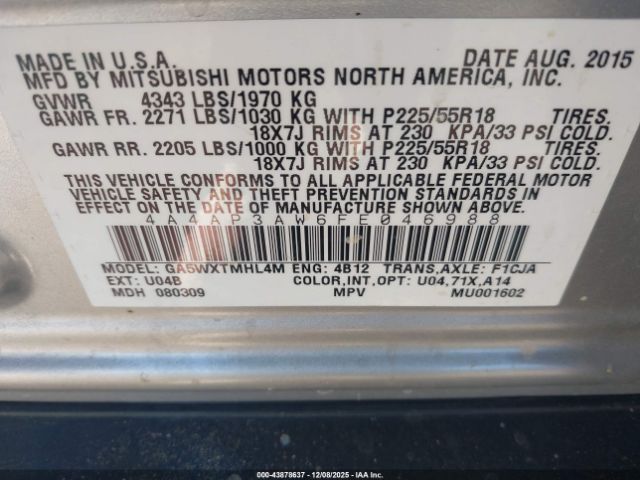 MADE IN U.S.A. DATE AUG. 2015
MFD BY MITSUBISHI MOTORS NORTH AMERICA, INC.
GVWR 4343 LBS/1970 KG
GAWR FR. 2271 LBS/1030 KG WITH P225/55R18 TIRES.
18X7J RIMS AT 230 KPA/33 PSI COLD.
GAWR RR. 2205 LBS/1000 KG WITH P225/55R18 TIRES.
18X7J RIMS AT 230 KPA/33 PSI COLD.
THIS VEHICLE CONFORMS TO ALL APPLICABLE FEDERAL MOTOR
VEHICLE SAFETY AND THEFT PREVENTION STANDARDS IN
EFFECT ON THE DATE OF MANUFACTURE SHOWN ABOVE.
4A4AP3AW6FE046988
MODEL: GA5WXTMHL4M ENG: 4B12 TRANS,AXLE: F1CJA
EXT: U04B COLOR,INT,OPT: U04,71X,A14
MDH 080309 MPV MU001602
000-43878637 - 12/08/2025 - IAA Inc.